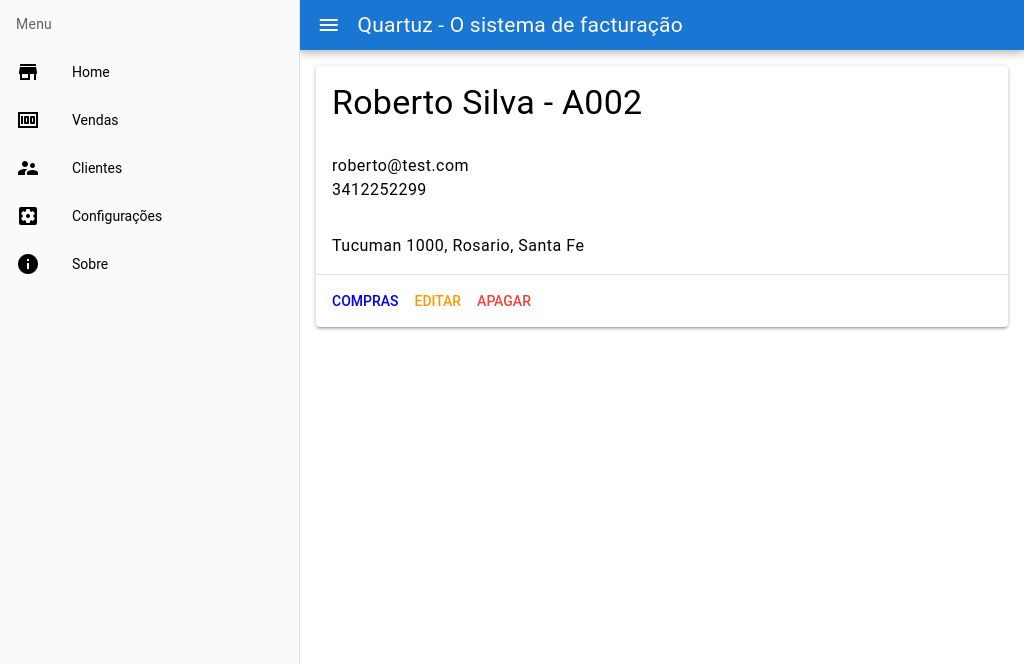 Menu
Home
Vendas
Clientes
Configurações
Sobre
Quartuz - O sistema de facturação
Roberto Silva - A002
roberto@test.com
3412252299
Tucuman 1000, Rosario, Santa Fe
COMPRAS EDITAR APAGAR